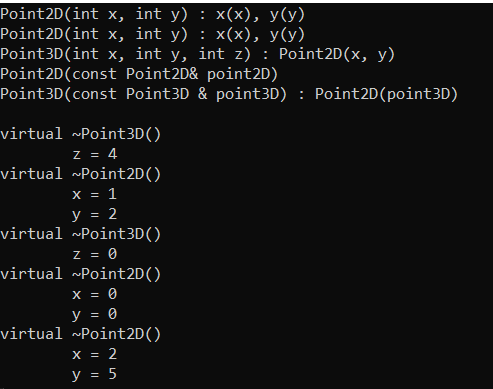 Point2D(int x, int y) : x(x), y(y)
Point2D(int x, int y) : x(x), y(y)
Point3D(int x, int y, int z) : Point2D(x, y)
Point2D(const Point2D& point2D)
Point3D(const Point3D & point3D) : Point2D(point3D)

virtual ~Point3D()
        z = 4
virtual ~Point2D()
        x = 1
        y = 2
virtual ~Point3D()
        z = 0
virtual ~Point2D()
        x = 0
        y = 0
virtual ~Point2D()
        x = 2
        y = 5